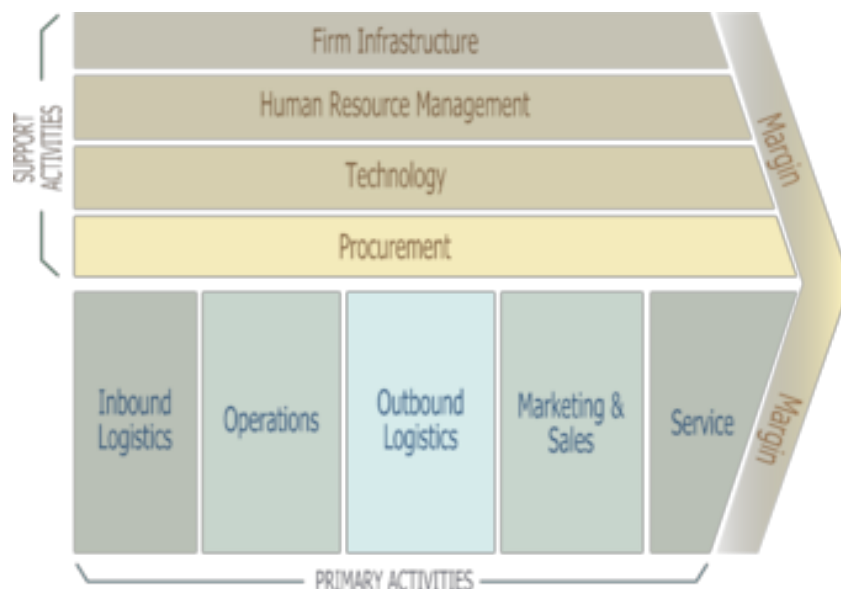 Firm Infrastructure
Human Resource Management
Technology
Procurement
SUPPORT
ACTIVITIES
Margin
Inbound
Logistics
Operations
Outbound
Logistics
Marketing &
Sales
Service
Margin
PRIMARY ACTIVITIES